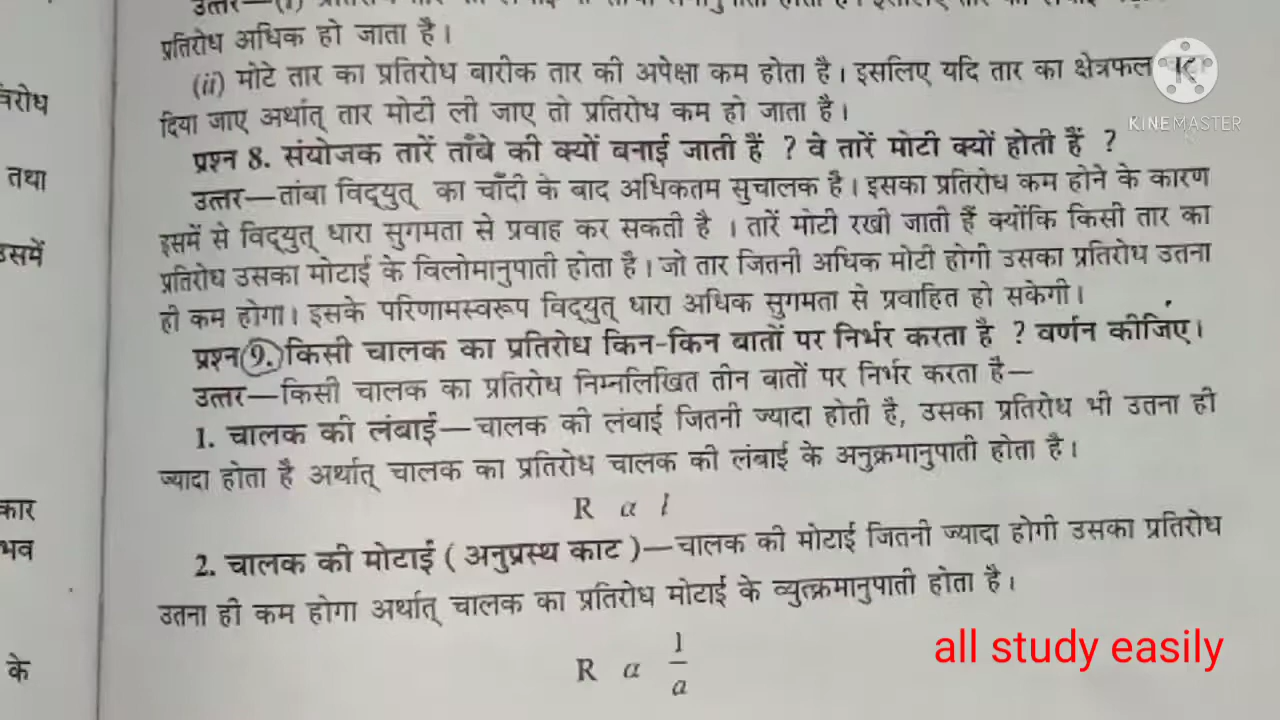 उत्तर—(i)
प्रतिरोध अधिक हो जाता है।
(ii) मोटे तार का प्रतिरोध बारीक तार की अपेक्षा कम होता है। इसलिए यदि तार का क्षेत्रफल
दिया जाए अर्थात् तार मोटी ली जाए तो प्रतिरोध कम हो जाता है।
KINEMASTER
प्रश्न 8. संयोजक तारें ताँबे की क्यों बनाई जाती हैं ? वे तारें मोटी क्यों होती हैं ?
उत्तर—तांबा विद्‌युत् का चाँदी के बाद अधिकतम सुचालक है। इसका प्रतिरोध कम होने के कारण
इसमें से विद्‌युत् धारा सुगमता से प्रवाह कर सकती है । तारें मोटी रखी जाती हैं क्योंकि किसी तार का
प्रतिरोध उसका मोटाई के विलोमानुपाती होता है। जो तार जितनी अधिक मोटी होगी उसका प्रतिरोध उतना
ही कम होगा। इसके परिणामस्वरूप विद्‌युत् धारा अधिक सुगमता से प्रवाहित हो सकेगी।
प्रश्न 9. किसी चालक का प्रतिरोध किन-किन बातों पर निर्भर करता है ? वर्णन कीजिए।
उत्तर—किसी चालक का प्रतिरोध निम्नलिखित तीन बातों पर निर्भर करता है—
1. चालक की लंबाई—चालक की लंबाई जितनी ज्यादा होती है, उसका प्रतिरोध भी उतना ही
ज्यादा होता है अर्थात् चालक का प्रतिरोध चालक की लंबाई के अनुक्रमानुपाती होता है।
R α l
2. चालक की मोटाई ( अनुप्रस्थ काट )—चालक की मोटाई जितनी ज्यादा होगी उसका प्रतिरोध
उतना ही कम होगा अर्थात् चालक का प्रतिरोध मोटाई के व्युत्क्रमानुपाती होता है।
R α 1/a
all study easily
तथा
कार
भव
के